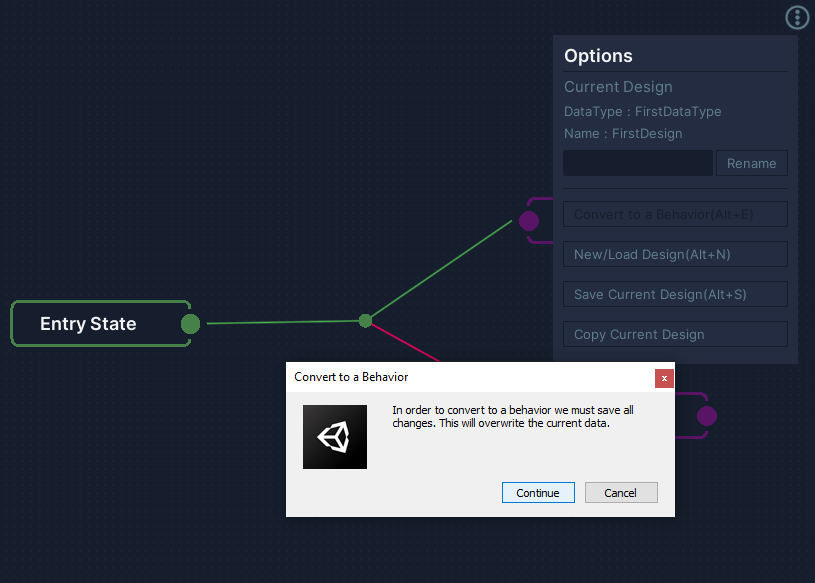 Options
Current Design
DataType : FirstDataType
Name : FirstDesign
Rename
Convert to a Behavior(Alt+E)
New/Load Design(Alt+N)
Entry State
Save Current Design(Alt+S)
Copy Current Design
Convert to a Behavior
x
In order to convert to a behavior we must save all
changes. This will overwrite the current data.
Continue
Cancel